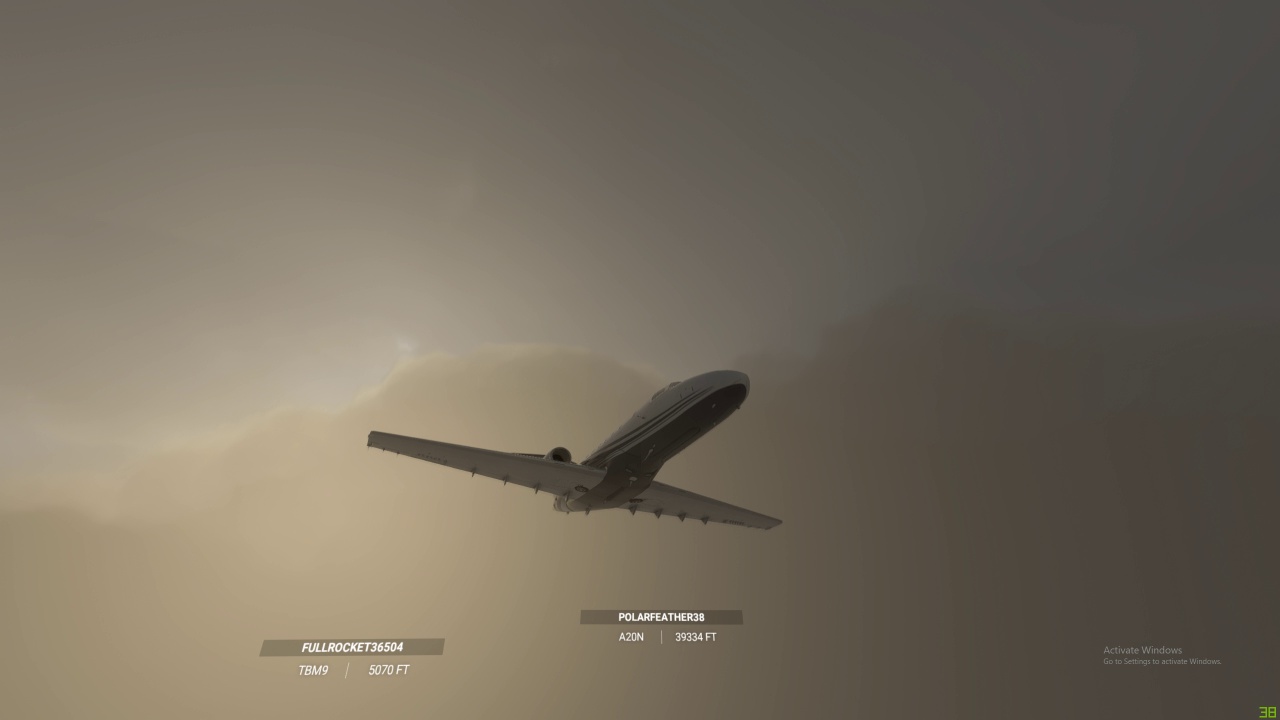 POLARFEATHER38
A20N | 39334 FT
FULLROCKET36504
TBM9 | 5070 FT
Activate Windows
Go to Settings to activate Windows.
38